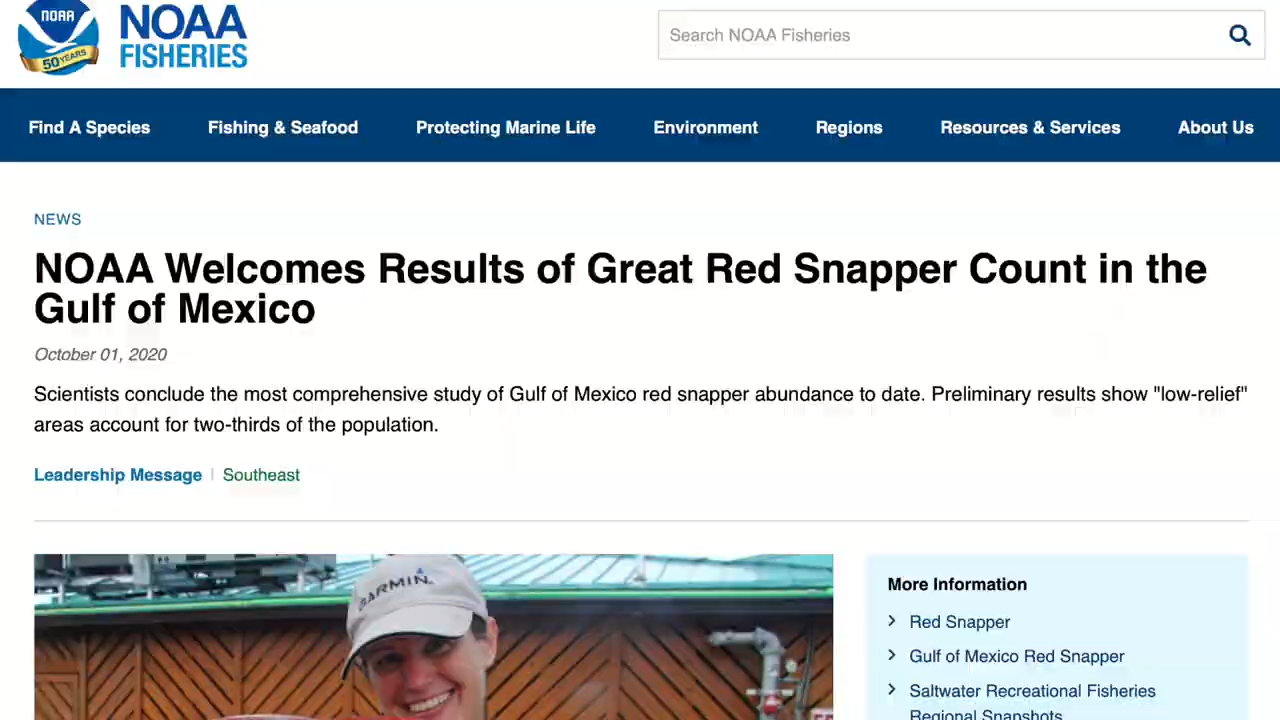 NOAA
50 YEARS
NOAA
FISHERIES
Search NOAA Fisheries
Find A Species Fishing & Seafood Protecting Marine Life Environment Regions Resources & Services About Us
NEWS
NOAA Welcomes Results of Great Red Snapper Count in the
Gulf of Mexico
October 01, 2020
Scientists conclude the most comprehensive study of Gulf of Mexico red snapper abundance to date. Preliminary results show "low-relief"
areas account for two-thirds of the population.
Leadership Message | Southeast
GARMIN
More Information
Red Snapper
Gulf of Mexico Red Snapper
Saltwater Recreational Fisheries
Regional Snapshots